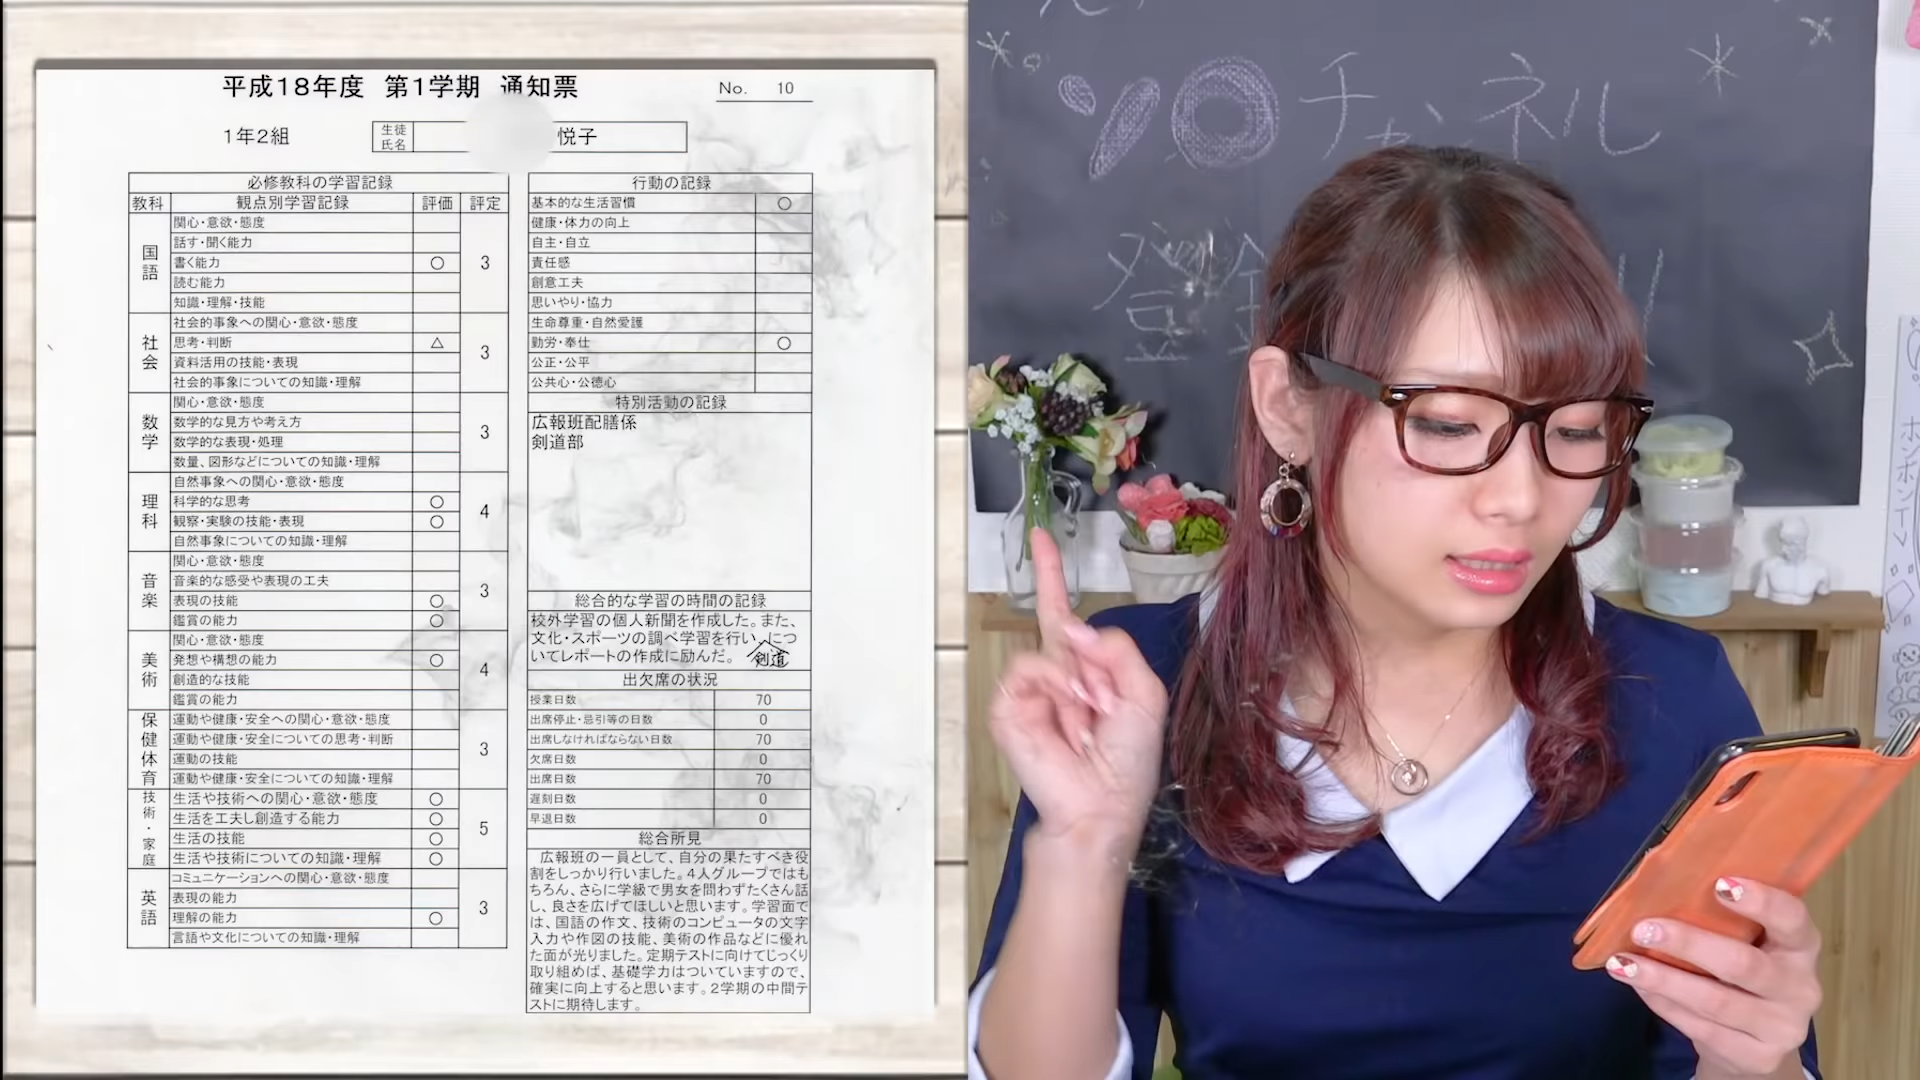 平成18年度 第1学期 通知票
No. 10
1年2組
生徒氏名 悦子
必修教科の学習記録
教科 観点別学習記録 評価 評定
国語 3
関心・意欲・態度
話す・聞く能力
書く能力 ○
読む能力
知識・理解・技能
社会 3
社会的事象への関心・意欲・態度
思考・判断 △
資料活用の技能・表現
社会的事象についての知識・理解
数学 3
関心・意欲・態度
数学的な見方や考え方
数学的な表現・処理
数量、図形などについての知識・理解
理科 4
自然事象への関心・意欲・態度
科学的な思考 ○
観察・実験の技能・表現 ○
自然事象についての知識・理解
音楽 3
関心・意欲・態度
音楽的な感受や表現の工夫
表現の技能 ○
鑑賞の能力 ○
美術 4
関心・意欲・態度
発想や構想の能力 ○
創造的な技能
鑑賞の能力
保健体育 3
運動や健康・安全への関心・意欲・態度
運動や健康・安全についての思考・判断
運動の技能
運動や健康・安全についての知識・理解
技術・家庭 5
生活や技術への関心・意欲・態度 ○
生活を工夫し創造する能力 ○
生活の技能 ○
生活や技術についての知識・理解 ○
英語 3
コミュニケーションへの関心・意欲・態度
表現の能力
理解の能力 ○
言語や文化についての知識・理解
行動の記録
基本的な生活習慣 ○
健康・体力の向上
自主・自立
責任感
創意工夫
思いやり・協力
生命尊重・自然愛護
勤労・奉仕 ○
公正・公平
公共心・公徳心
特別活動の記録
広報班配膳係
剣道部
総合的な学習の時間の記録
校外学習の個人新聞を作成した。また、
文化・スポーツの調べ学習を行い、につ
いてレポートの作成に励んだ。
剣道
出欠席の状況
授業日数 70
出席停止・忌引等の日数 0
出席しなければならない日数 70
欠席日数 0
出席日数 70
遅刻日数 0
早退日数 0
総合所見
広報班の一員として、自分の果たすべき役
割をしっかり行いました。4人グループではも
ちろん、さらに学級で男女を問わずたくさん話
し、良さを広げてほしいと思います。学習面で
は、国語の作文、技術のコンピュータの文字
入力や作図の技能、美術の作品などに優れ
た面が光りました。定期テストに向けてじっくり
取り組めば、基礎学力はついていますので、
確実に向上すると思います。2学期の中間テ
ストに期待します。
チャンネル
登
ボンボンTV